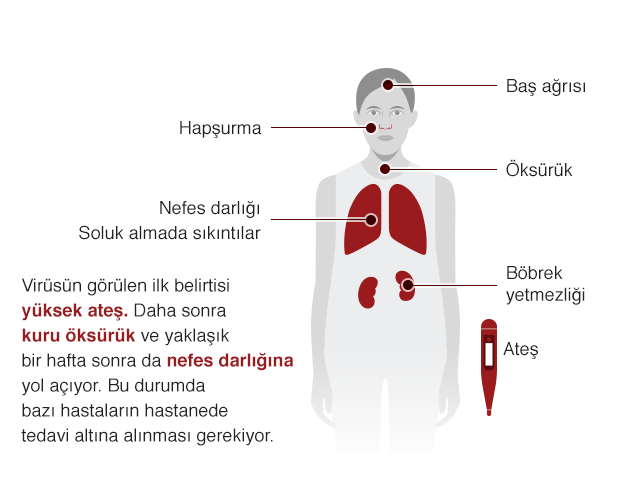 Baş ağrısı
Hapşurma
Öksürük
Nefes darlığı
Soluk almada sıkıntılar
Böbrek
yetmezliği
Ateş
Virüsün görülen ilk belirtisi
yüksek ateş. Daha sonra
kuru öksürük ve yaklaşık
bir hafta sonra da nefes darlığına
yol açıyor. Bu durumda
bazı hastaların hastanede
tedavi altına alınması gerekiyor.